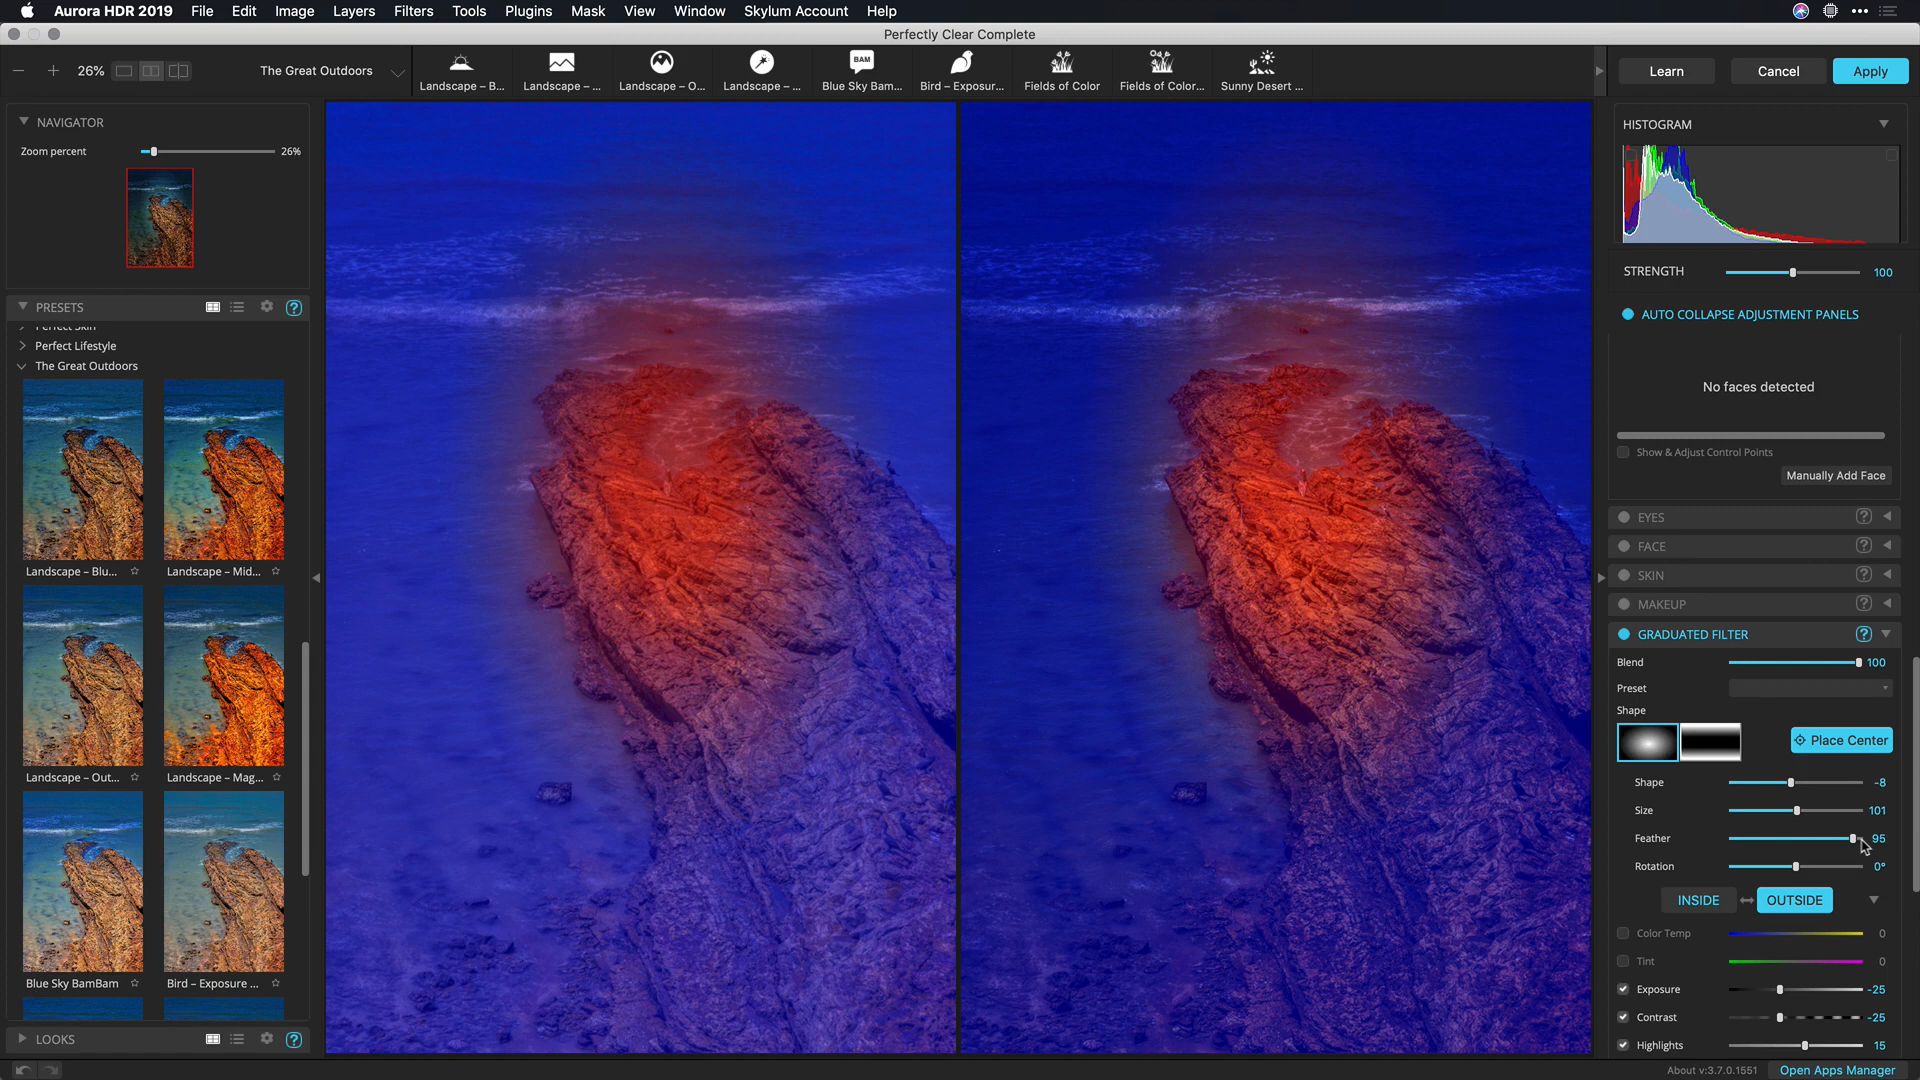 Aurora HDR 2019 File Edit Image Layers Filters Tools Plugins Mask View Window Skylum Account Help
Perfectly Clear Complete
26% The Great Outdoors
Landscape – B... Landscape – ... Landscape – O... Landscape – ... Blue Sky Bam... Bird – Exposur... Fields of Color Fields of Color... Sunny Desert ...
BAM
Learn Cancel Apply
NAVIGATOR
Zoom percent 26%
PRESETS ?
Perfect Skin
Perfect Lifestyle
The Great Outdoors
Landscape – Blu... Landscape – Mid...
Landscape – Out... Landscape – Mag...
Blue Sky BamBam Bird – Exposure ...
LOOKS ?
HISTOGRAM
STRENGTH 100
AUTO COLLAPSE ADJUSTMENT PANELS
No faces detected
Show & Adjust Control Points
Manually Add Face
EYES ?
FACE ?
SKIN ?
MAKEUP ?
GRADUATED FILTER ?
Blend 100
Preset
Shape
Place Center
Shape -8
Size 101
Feather 95
Rotation 0°
INSIDE OUTSIDE
Color Temp 0
Tint 0
Exposure -25
Contrast -25
Highlights 15
About v:3.7.0.1551 Open Apps Manager